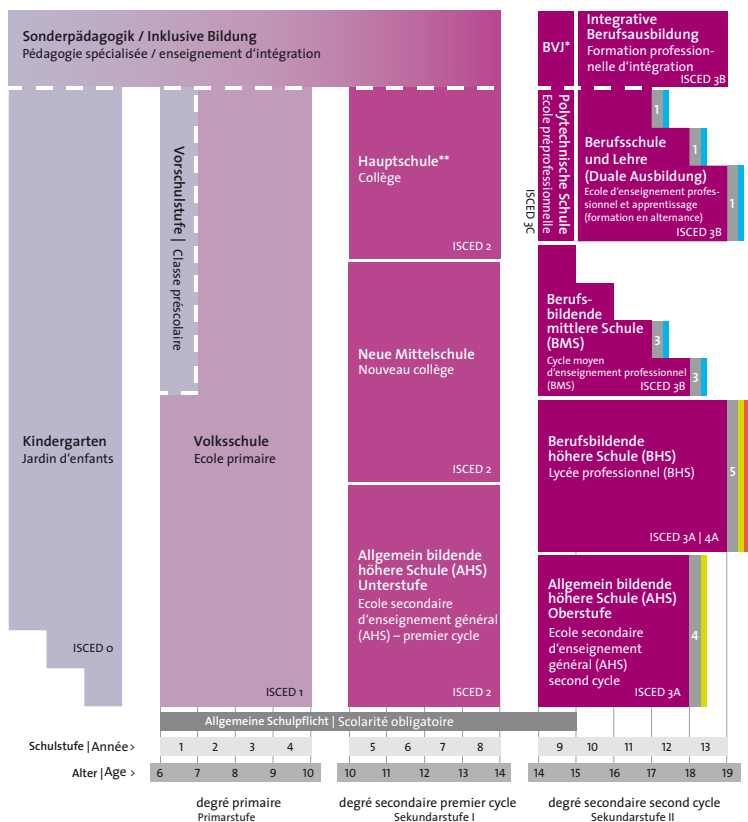 Sonderpädagogik / Inklusive Bildung
Pédagogie spécialisée / enseignement d'intégration
BVJ*
Integrative
Berufsausbildung
Formation profession-
nelle d'intégration
ISCED 3B
Kindergarten
Jardin d'enfants
ISCED 0
Vorschulstufe | Classe préscolaire
Volksschule
Ecole primaire
ISCED 1
Hauptschule**
Collège
ISCED 2
Neue Mittelschule
Nouveau collège
ISCED 2
Allgemein bildende
höhere Schule (AHS)
Unterstufe
Ecole secondaire
d'enseignement général
(AHS) – premier cycle
ISCED 2
Polytechnische Schule
Ecole préprofessionnelle
ISCED 3C
1
1
1
Berufsschule
und Lehre
(Duale Ausbildung)
Ecole d'enseignement profes-
sionnel et apprentissage
(formation en alternance)
ISCED 3B
Berufs-
bildende
mittlere Schule
(BMS)
Cycle moyen
d'enseignement professionnel
(BMS)
ISCED 3B
3
3
Berufsbildende
höhere Schule (BHS)
Lycée professionnel (BHS)
ISCED 3A | 4A
5
Allgemein bildende
höhere Schule (AHS)
Oberstufe
Ecole secondaire
d'enseignement
général (AHS)
second cycle
ISCED 3A
4
Allgemeine Schulpflicht | Scolarité obligatoire
Schulstufe | Année > 1 2 3 4 5 6 7 8 9 10 11 12 13
Alter | Age > 6 7 8 9 10 10 11 12 13 14 14 15 16 17 18 19
degré primaire
Primarstufe
degré secondaire premier cycle
Sekundarstufe I
degré secondaire second cycle
Sekundarstufe II